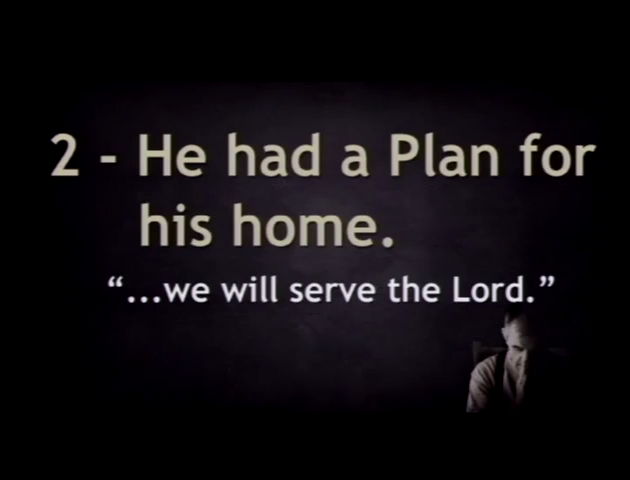 2 - He had a Plan for
his home.
“...we will serve the Lord.”